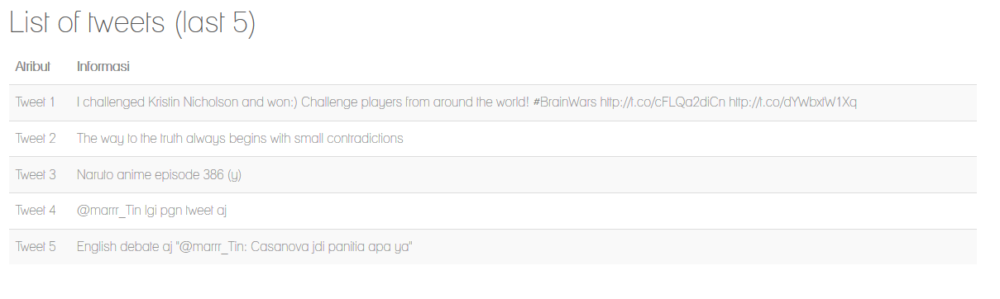 List of tweets (last 5)
Atribut Informasi
Tweet 1 I challenged Kristin Nicholson and won:) Challenge players from around the world! #BrainWars http://t.co/cFLQa2diCn http://t.co/dYWbxtW1Xq
Tweet 2 The way to the truth always begins with small contradictions
Tweet 3 Naruto anime episode 386 (y)
Tweet 4 @marrr_Tin lgi pgn tweet aj
Tweet 5 English debate aj "@marrr_Tin: Casanova jdi panitia apa ya"